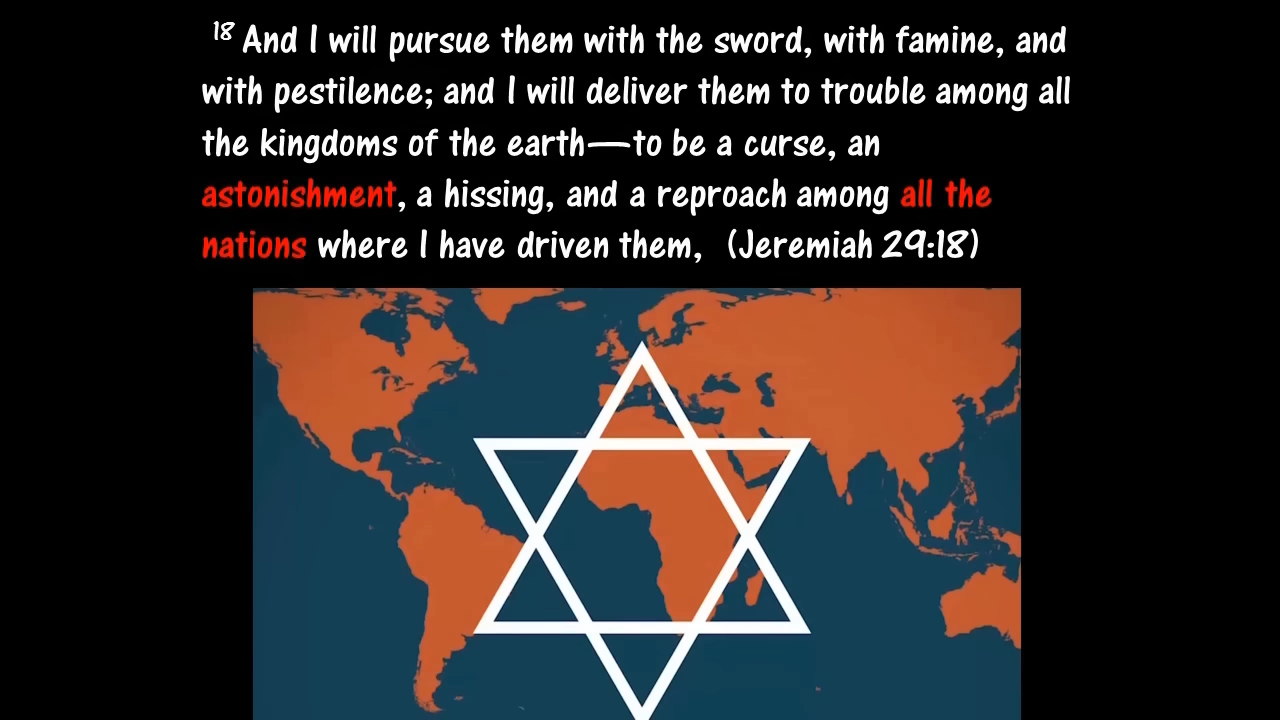 18 And I will pursue them with the sword, with famine, and
with pestilence; and I will deliver them to trouble among all
the kingdoms of the earth—to be a curse, an
astonishment, a hissing, and a reproach among all the
nations where I have driven them, (Jeremiah 29:18)